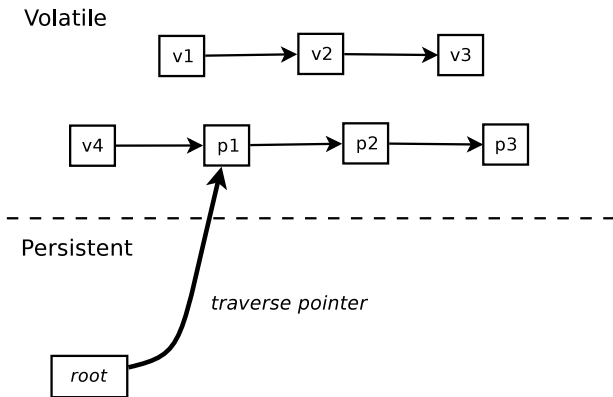 Volatile
v1 v2 v3
v4 p1 p2 p3
Persistent
traverse pointer
root